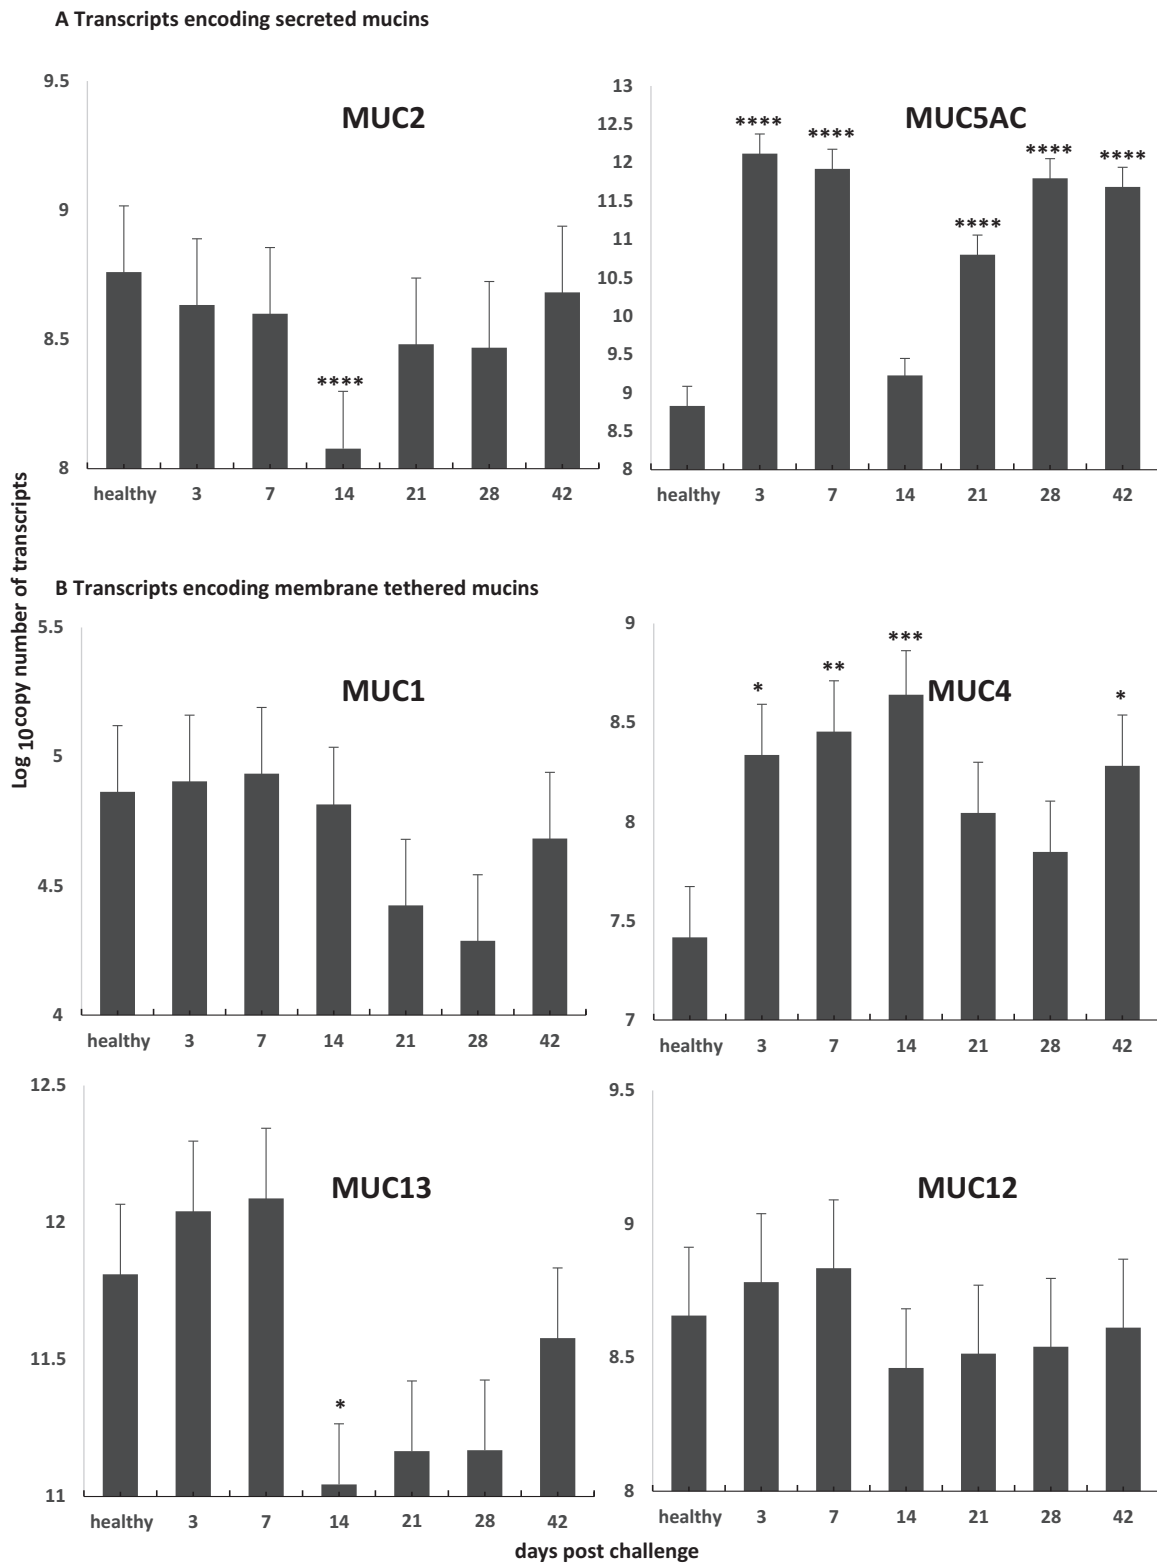 A Transcripts encoding secreted mucins
MUC2
9.5
9
8.5
8
****
healthy 3 7 14 21 28 42
MUC5AC
13
12.5
12
11.5
11
10.5
10
9.5
9
8.5
8
**** **** **** **** ****
healthy 3 7 14 21 28 42
Log 10 copy number of transcripts
B Transcripts encoding membrane tethered mucins
MUC1
5.5
5
4.5
4
healthy 3 7 14 21 28 42
MUC4
9
8.5
8
7.5
7
* ** *** *
healthy 3 7 14 21 28 42
MUC13
12.5
12
11.5
11
*
healthy 3 7 14 21 28 42
MUC12
9.5
9
8.5
8
healthy 3 7 14 21 28 42
days post challenge